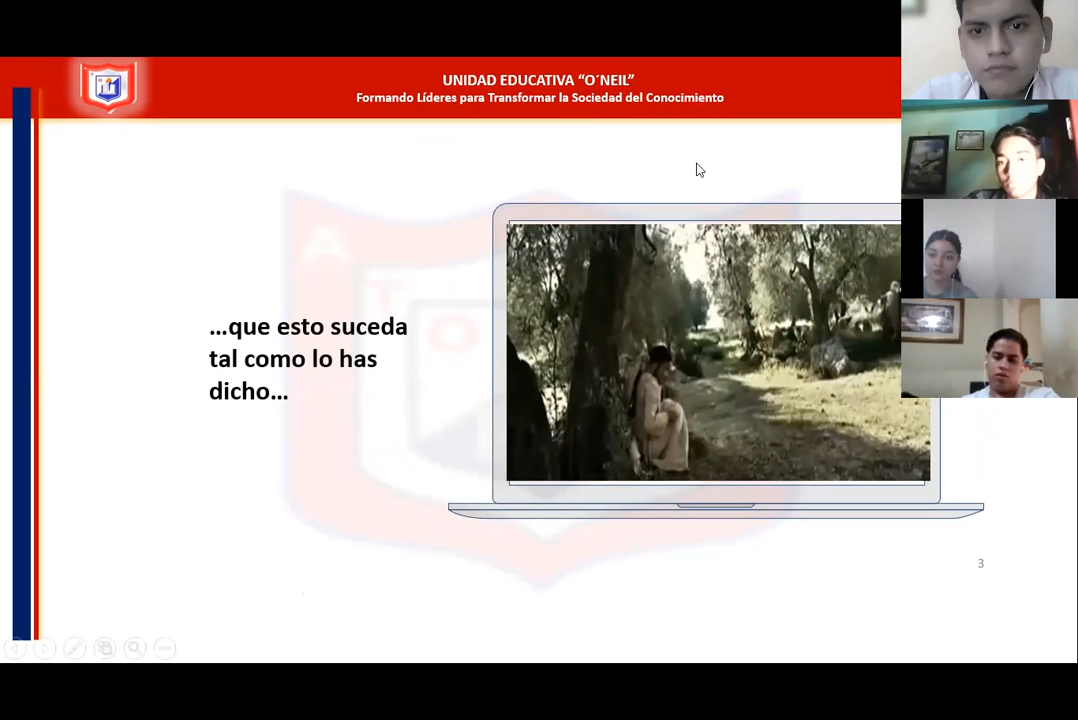 UNIDAD EDUCATIVA “O´NEIL”
Formando Líderes para Transformar la Sociedad del Conocimiento
A
T
O
...que esto suceda
tal como lo has
dicho...
3